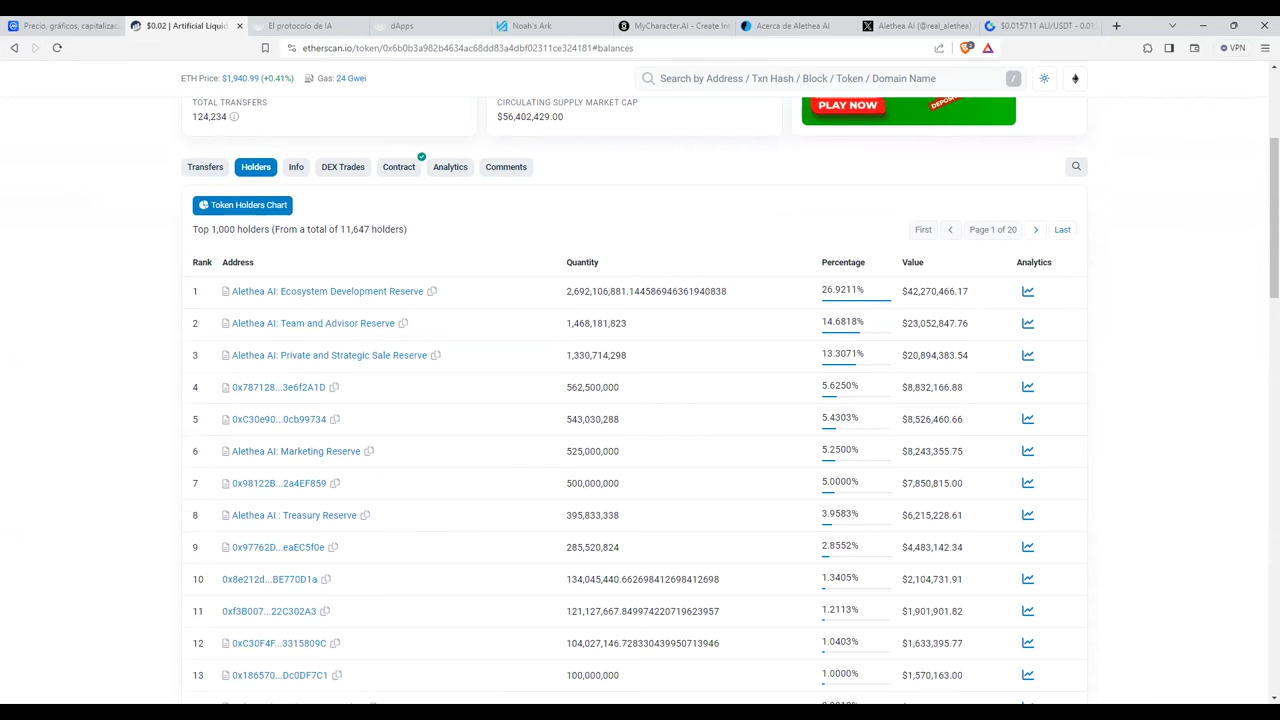 Precio, gráficos, capitaliza
$0.02 | Artificial Liquid
El protocolo de IA
dApps
Noah's Ark
MyCharacter.AI - Create Int
Acerca de Alethea AI
Alethea AI (@real_alethea)
$0.015711 ALI/USDT - 0.01
etherscan.io/token/0x6b0b3a982b4634ac68dd83a4dbf02311ce324181#balances
VPN
ETH Price: $1,940.99 (+0.41%) Gas: 24 Gwei
Search by Address / Txn Hash / Block / Token / Domain Name
/
TOTAL TRANSFERS
124,234
CIRCULATING SUPPLY MARKET CAP
$56,402,429.00
PLAY NOW
Transfers Holders Info DEX Trades Contract Analytics Comments
Token Holders Chart
Top 1,000 holders (From a total of 11,647 holders)
First Page 1 of 20 Last
Rank Address Quantity Percentage Value Analytics
1 Alethea AI: Ecosystem Development Reserve 2,692,106,881.144586946361940838 26.9211% $42,270,466.17
2 Alethea AI: Team and Advisor Reserve 1,468,181,823 14.6818% $23,052,847.76
3 Alethea AI: Private and Strategic Sale Reserve 1,330,714,298 13.3071% $20,894,383.54
4 0x787128...3e6f2A1D 562,500,000 5.6250% $8,832,166.88
5 0xC30e90...0cb99734 543,030,288 5.4303% $8,526,460.66
6 Alethea AI: Marketing Reserve 525,000,000 5.2500% $8,243,355.75
7 0x98122B...2a4EF859 500,000,000 5.0000% $7,850,815.00
8 Alethea AI : Treasury Reserve 395,833,338 3.9583% $6,215,228.61
9 0x97762D...eaEC5f0e 285,520,824 2.8552% $4,483,142.34
10 0x8e212d...BE770D1a 134,045,440.662698412698412698 1.3405% $2,104,731.91
11 0xf3B007...22C302A3 121,127,667.849974220719623957 1.2113% $1,901,901.82
12 0xC30F4F...3315809C 104,027,146.728330439950713946 1.0403% $1,633,395.77
13 0x186570...Dc0DF7C1 100,000,000 1.0000% $1,570,163.00